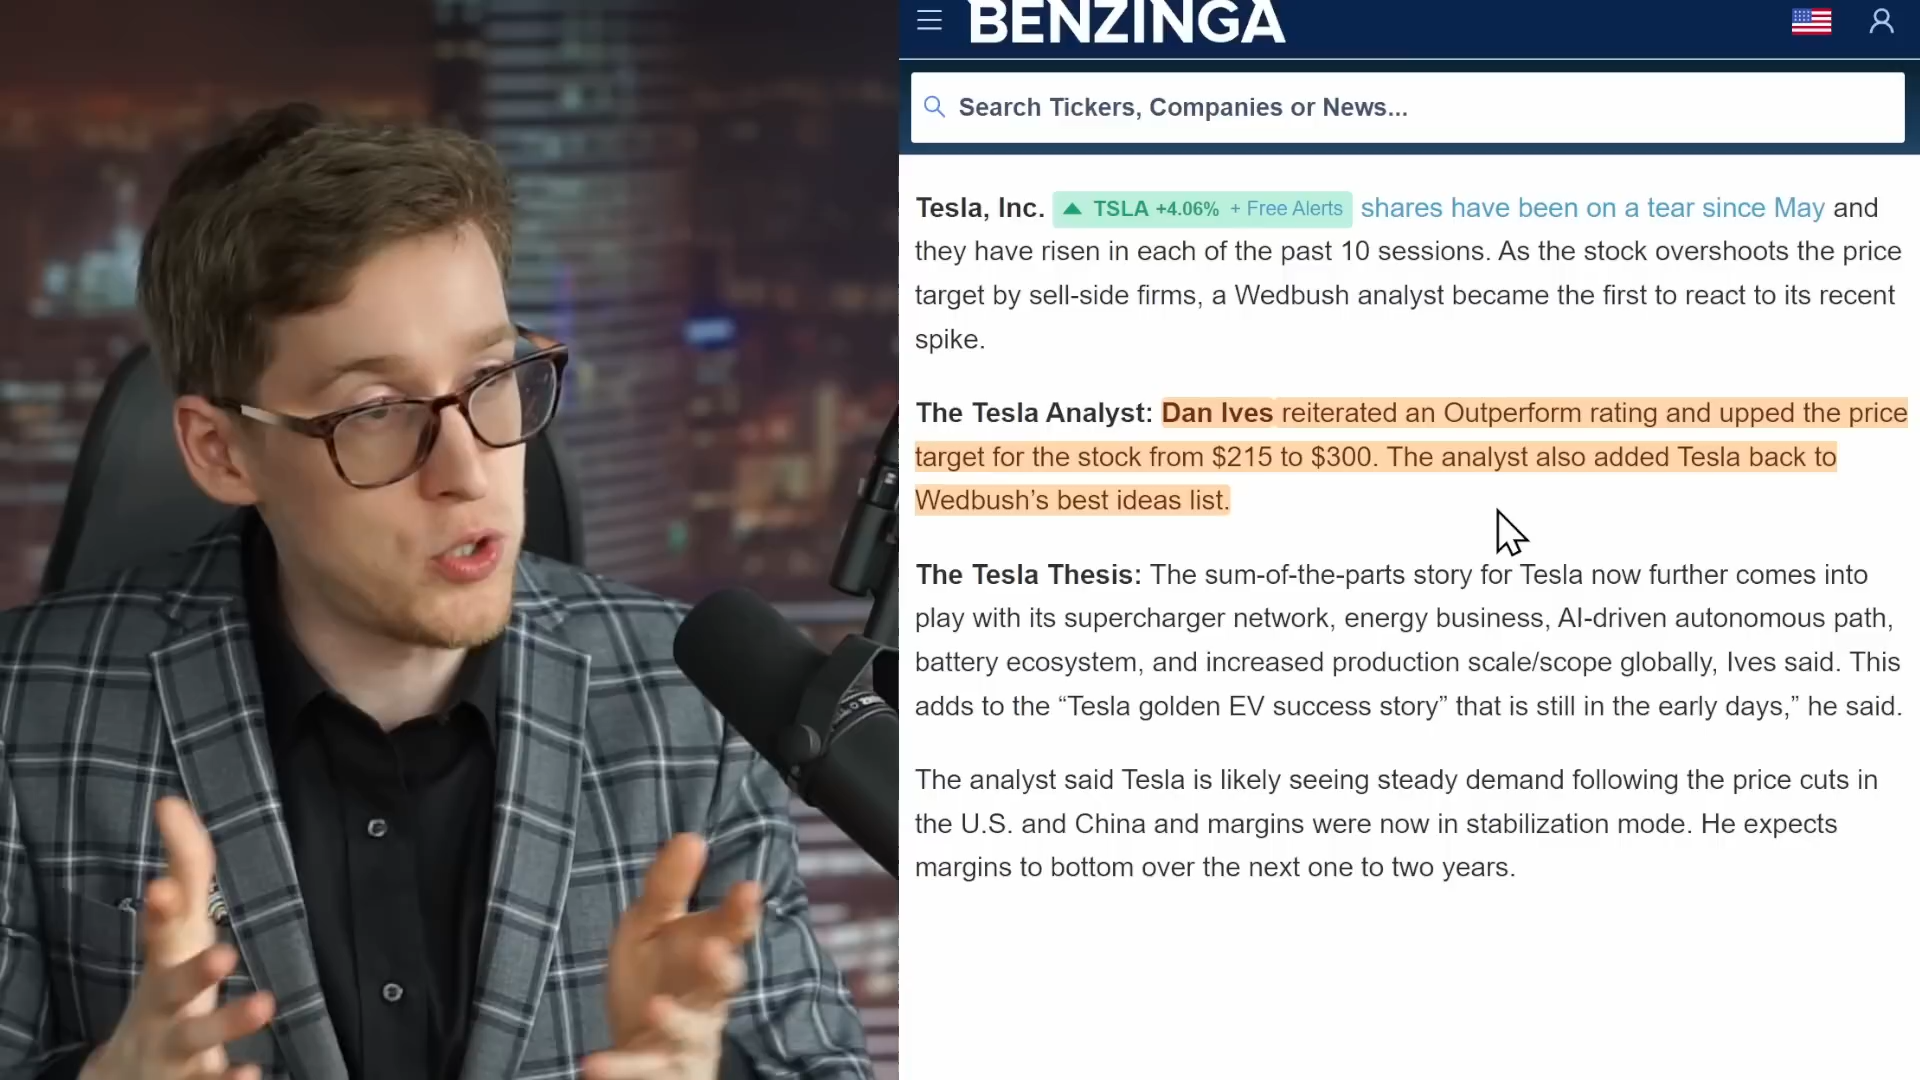 BENZINGA
Search Tickers, Companies or News...
Tesla, Inc. TSLA +4.06% + Free Alerts shares have been on a tear since May and
they have risen in each of the past 10 sessions. As the stock overshoots the price
target by sell-side firms, a Wedbush analyst became the first to react to its recent
spike.
The Tesla Analyst: Dan Ives reiterated an Outperform rating and upped the price
target for the stock from $215 to $300. The analyst also added Tesla back to
Wedbush’s best ideas list.
The Tesla Thesis: The sum-of-the-parts story for Tesla now further comes into
play with its supercharger network, energy business, AI-driven autonomous path,
battery ecosystem, and increased production scale/scope globally, Ives said. This
adds to the “Tesla golden EV success story” that is still in the early days,” he said.
The analyst said Tesla is likely seeing steady demand following the price cuts in
the U.S. and China and margins were now in stabilization mode. He expects
margins to bottom over the next one to two years.